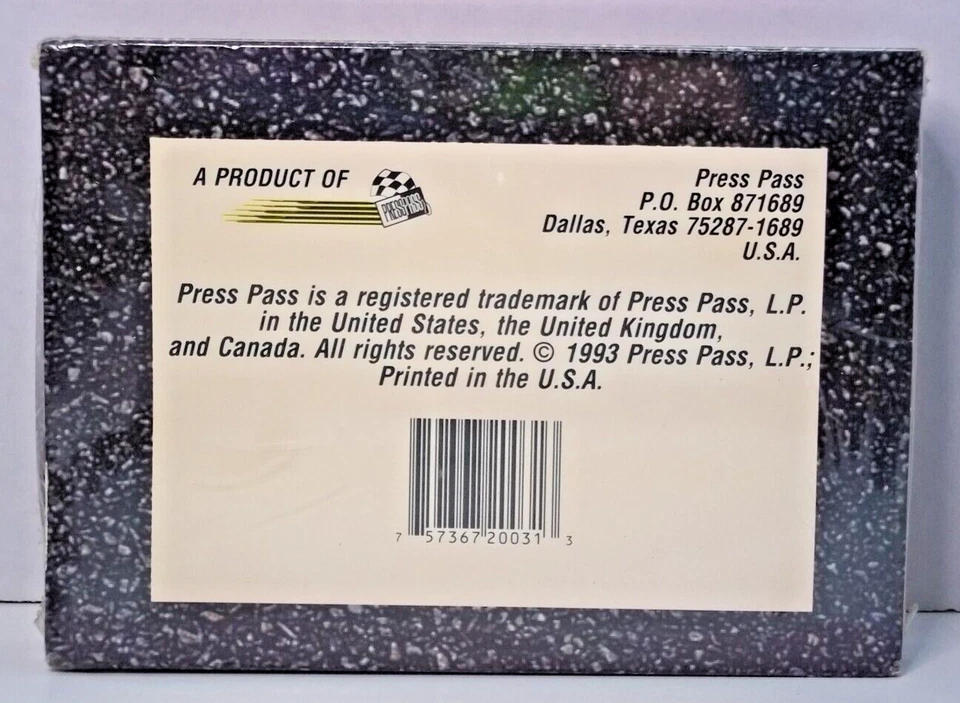 A PRODUCT OF
PRESS PASS
Press Pass
P.O. Box 871689
Dallas, Texas 75287-1689
U.S.A.
Press Pass is a registered trademark of Press Pass, L.P.
in the United States, the United Kingdom,
and Canada. All rights reserved. © 1993 Press Pass, L.P.;
Printed in the U.S.A.
7 57367 20031 3